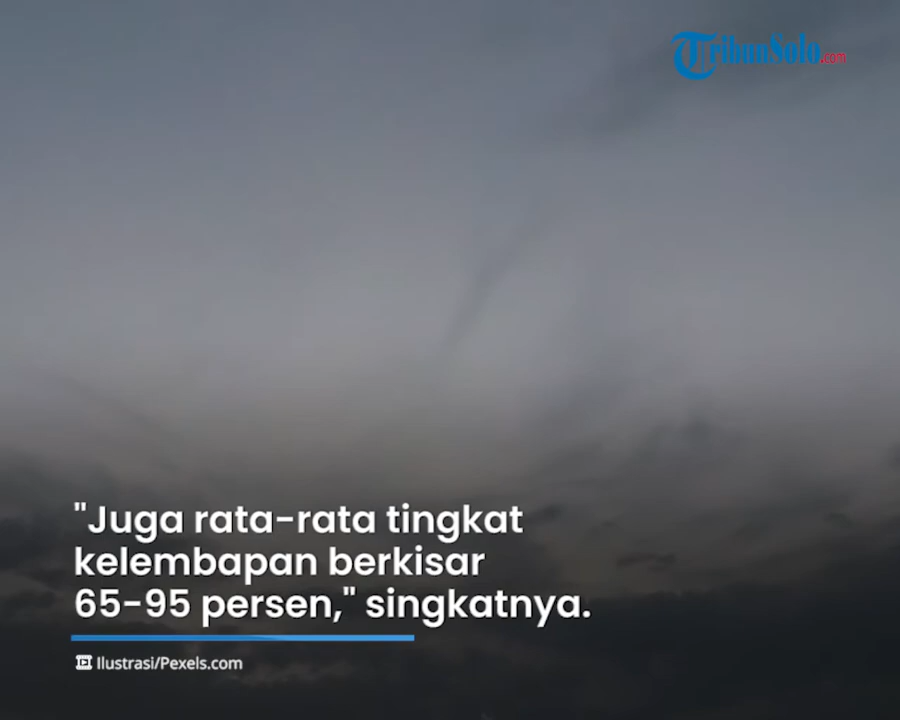 TribunSolo.com
"Juga rata-rata tingkat
kelembapan berkisar
65-95 persen," singkatnya.
Ilustrasi/Pexels.com